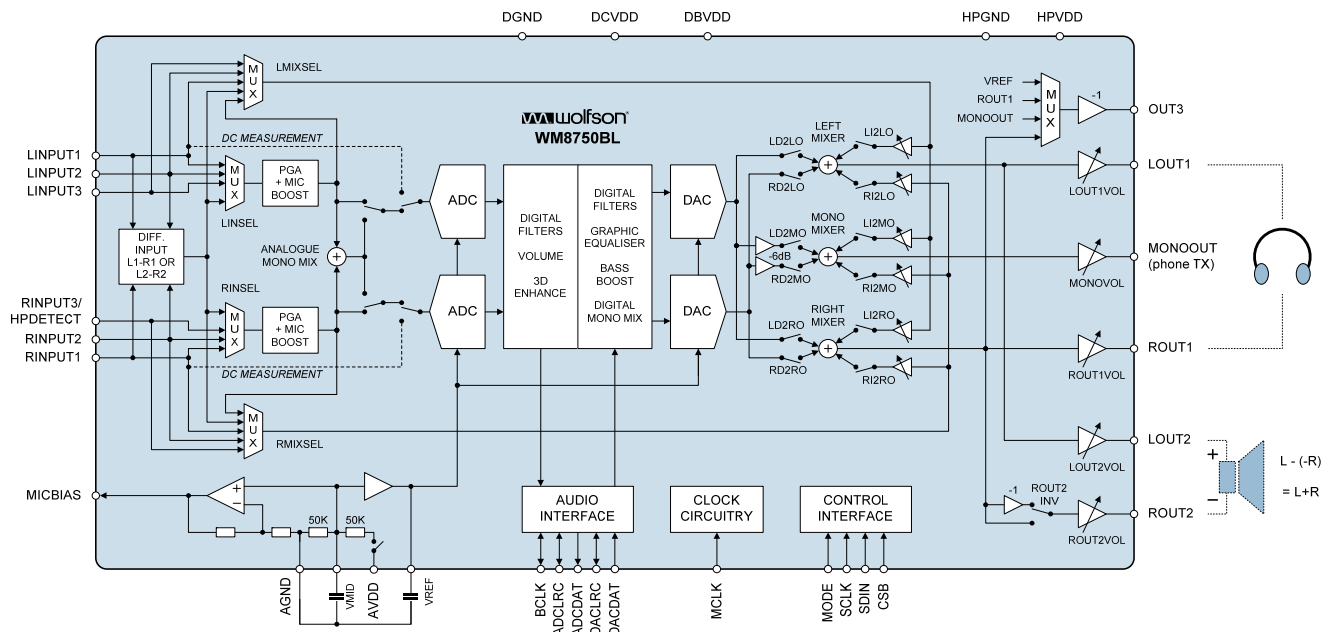 DGND
DCVDD
DBVDD
HPGND
HPVDD
MUX
LMIXSEL
wolfson
WM8750BL
VREF
ROUT1
MONOOUT
MUX
-1
OUT3
DC MEASUREMENT
LINPUT1
LINPUT2
LINPUT3
MUX
LINSEL
PGA
+ MIC
BOOST
ADC
DIGITAL
FILTERS
VOLUME
3D
ENHANCE
DIGITAL
FILTERS
GRAPHIC
EQUALISER
BASS
BOOST
DIGITAL
MONO MIX
DAC
LEFT
MIXER
LD2LO
RD2LO
LI2LO
RI2LO
LOUT1
LOUT1VOL
DIFF.
INPUT
L1-R1 OR
L2-R2
ANALOGUE
MONO MIX
LD2MO
-6dB
RD2MO
MONO
MIXER
LI2MO
RI2MO
MONOVOL
MONOOUT
(phone TX)
RINPUT3/
HPDETECT
RINPUT2
RINPUT1
RINSEL
MUX
PGA
+ MIC
BOOST
DC MEASUREMENT
ADC
DAC
LD2RO
RD2RO
RIGHT
MIXER
LI2RO
RI2RO
ROUT1
ROUT1VOL
MUX
RMIXSEL
LOUT2
LOUT2VOL
+
L - (-R)
= L+R
MICBIAS
+
−
50K
50K
AUDIO
INTERFACE
CLOCK
CIRCUITRY
CONTROL
INTERFACE
-1
ROUT2
INV
ROUT2VOL
ROUT2
−
AGND
VMID
AVDD
VREF
BCLK
ADCLRC
ADCDAT
DACLRC
DACDAT
MCLK
MODE
SCLK
SDIN
CSB